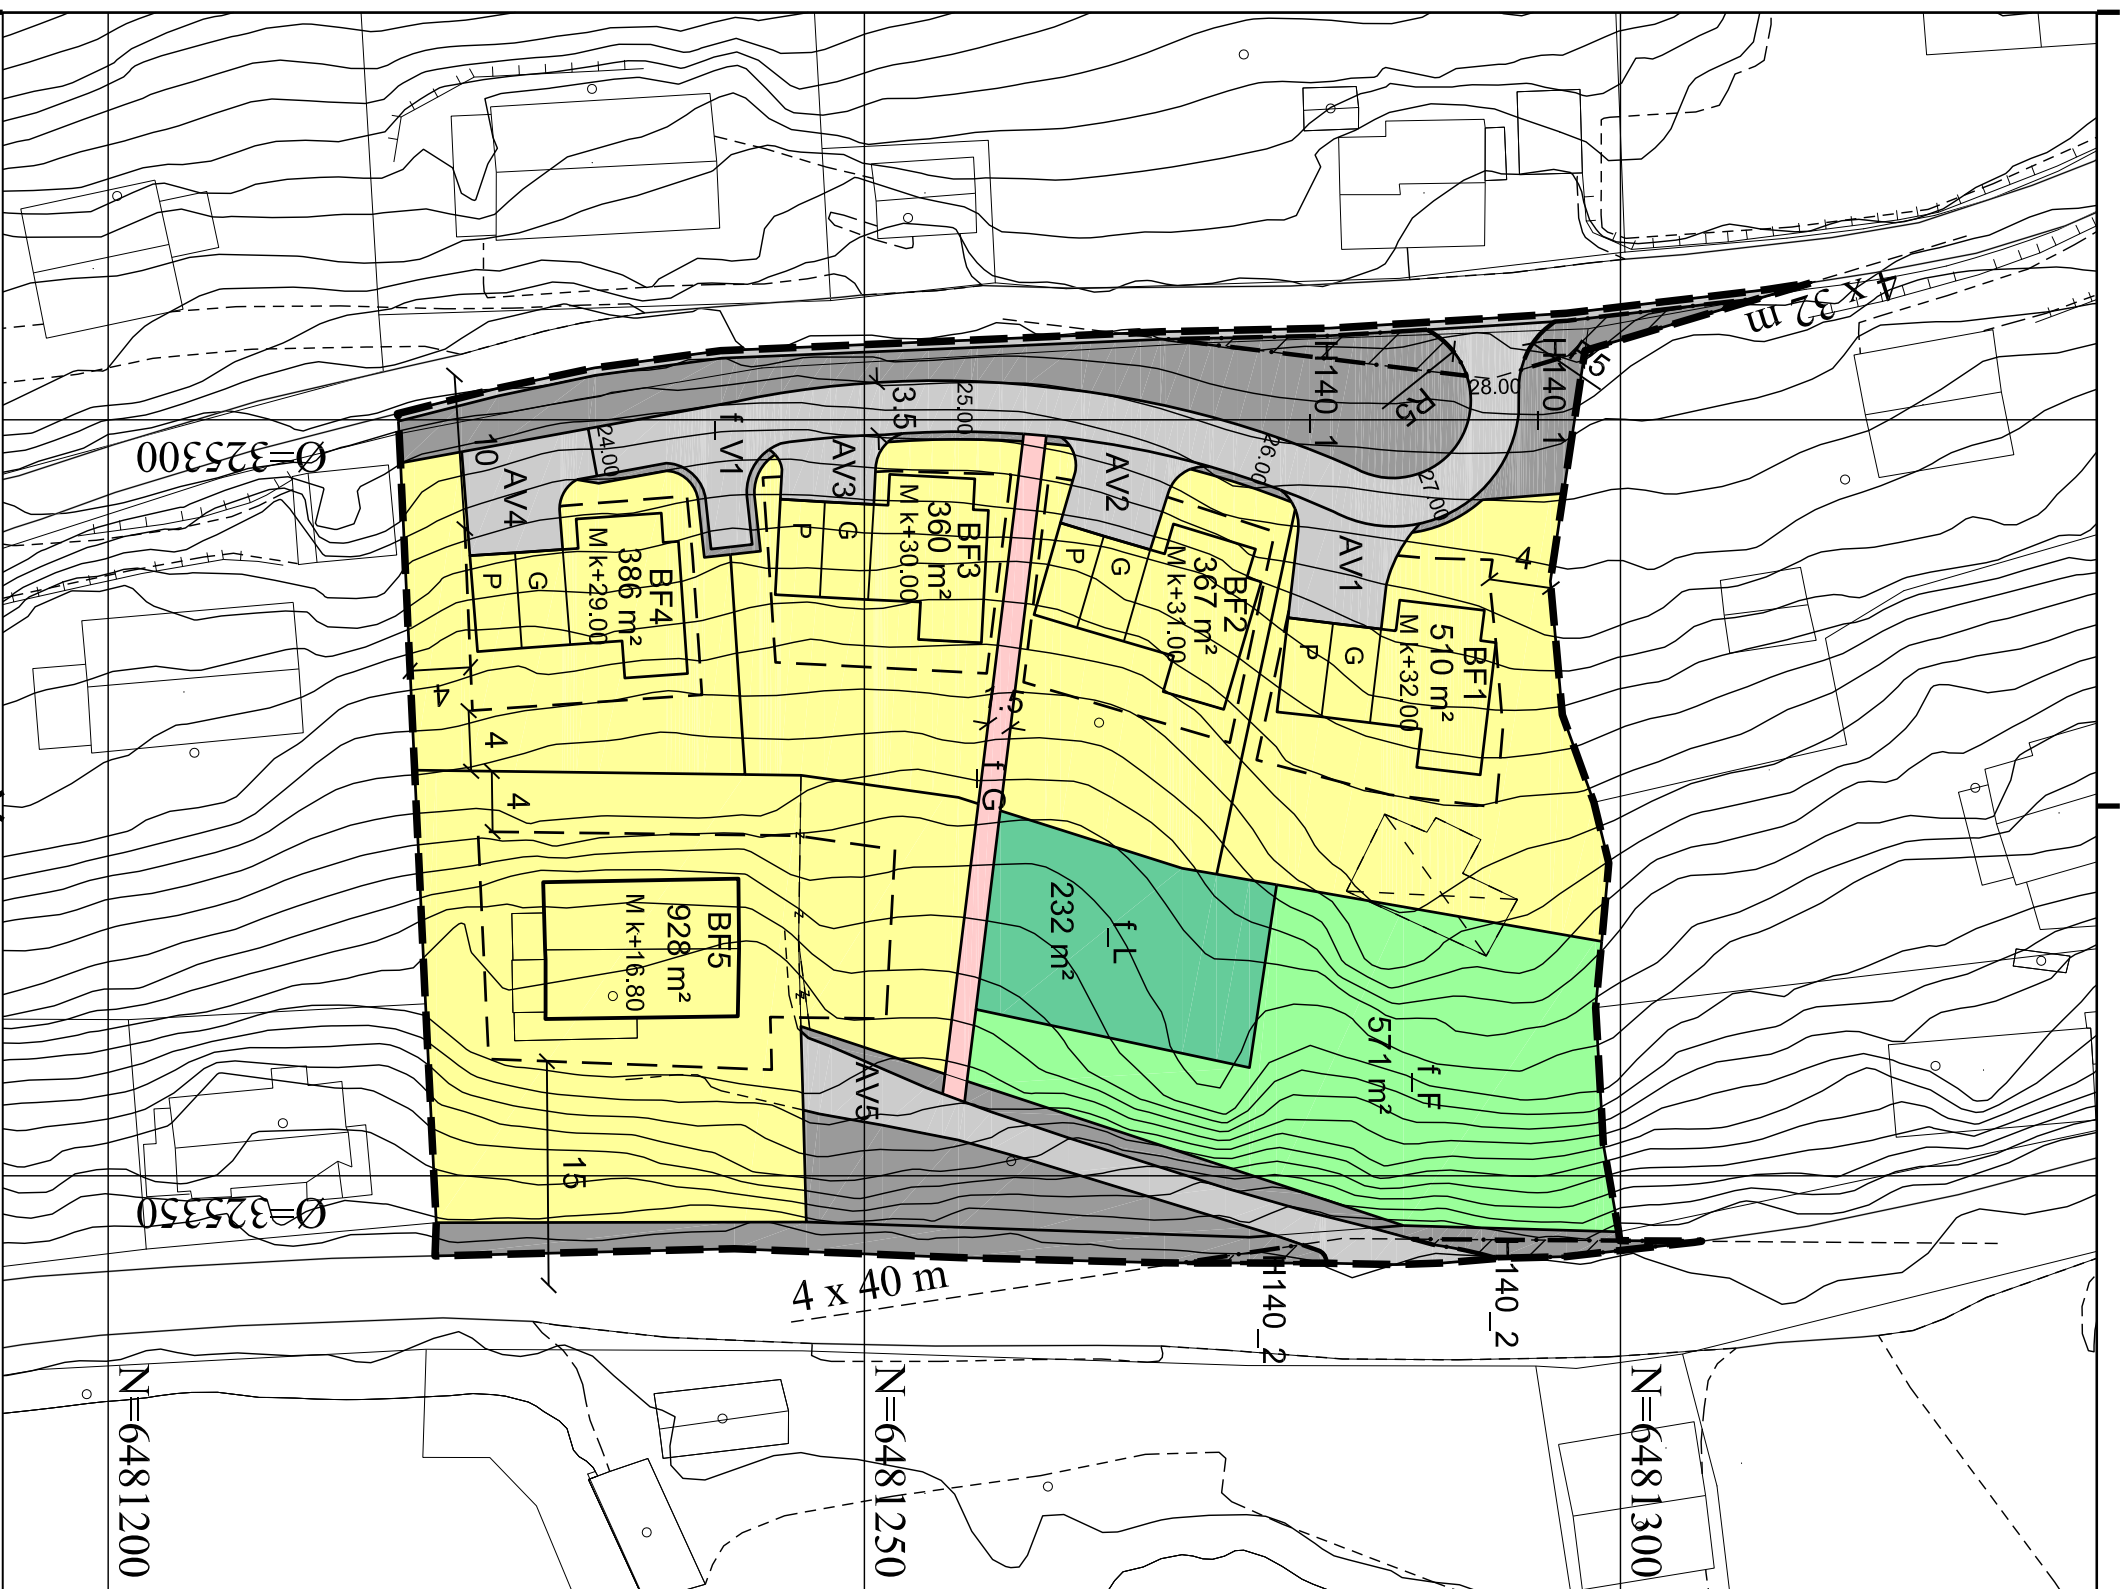 4 x 32 m
R5
H140_1
28.00
H140_1
R5
27.00
26.00
25.00
3.5
f_V1
24.00
10
AV4
AV3
AV2
AV1
Ø=325300
BF4
386 m²
M k+29.00
G
P
BF3
360 m²
M k+30.00
G
P
BF2
367 m²
M k+31.00
G
P
BF1
510 m²
M k+32.00
G
P
4
4
4
4
5
f_G
f_L
232 m²
f_F
571 m²
BF5
928 m²
M k+16.80
AV5
15
Ø=325350
4 x 40 m
H140_2
H140_2
N=6481200
N=6481250
N=6481300